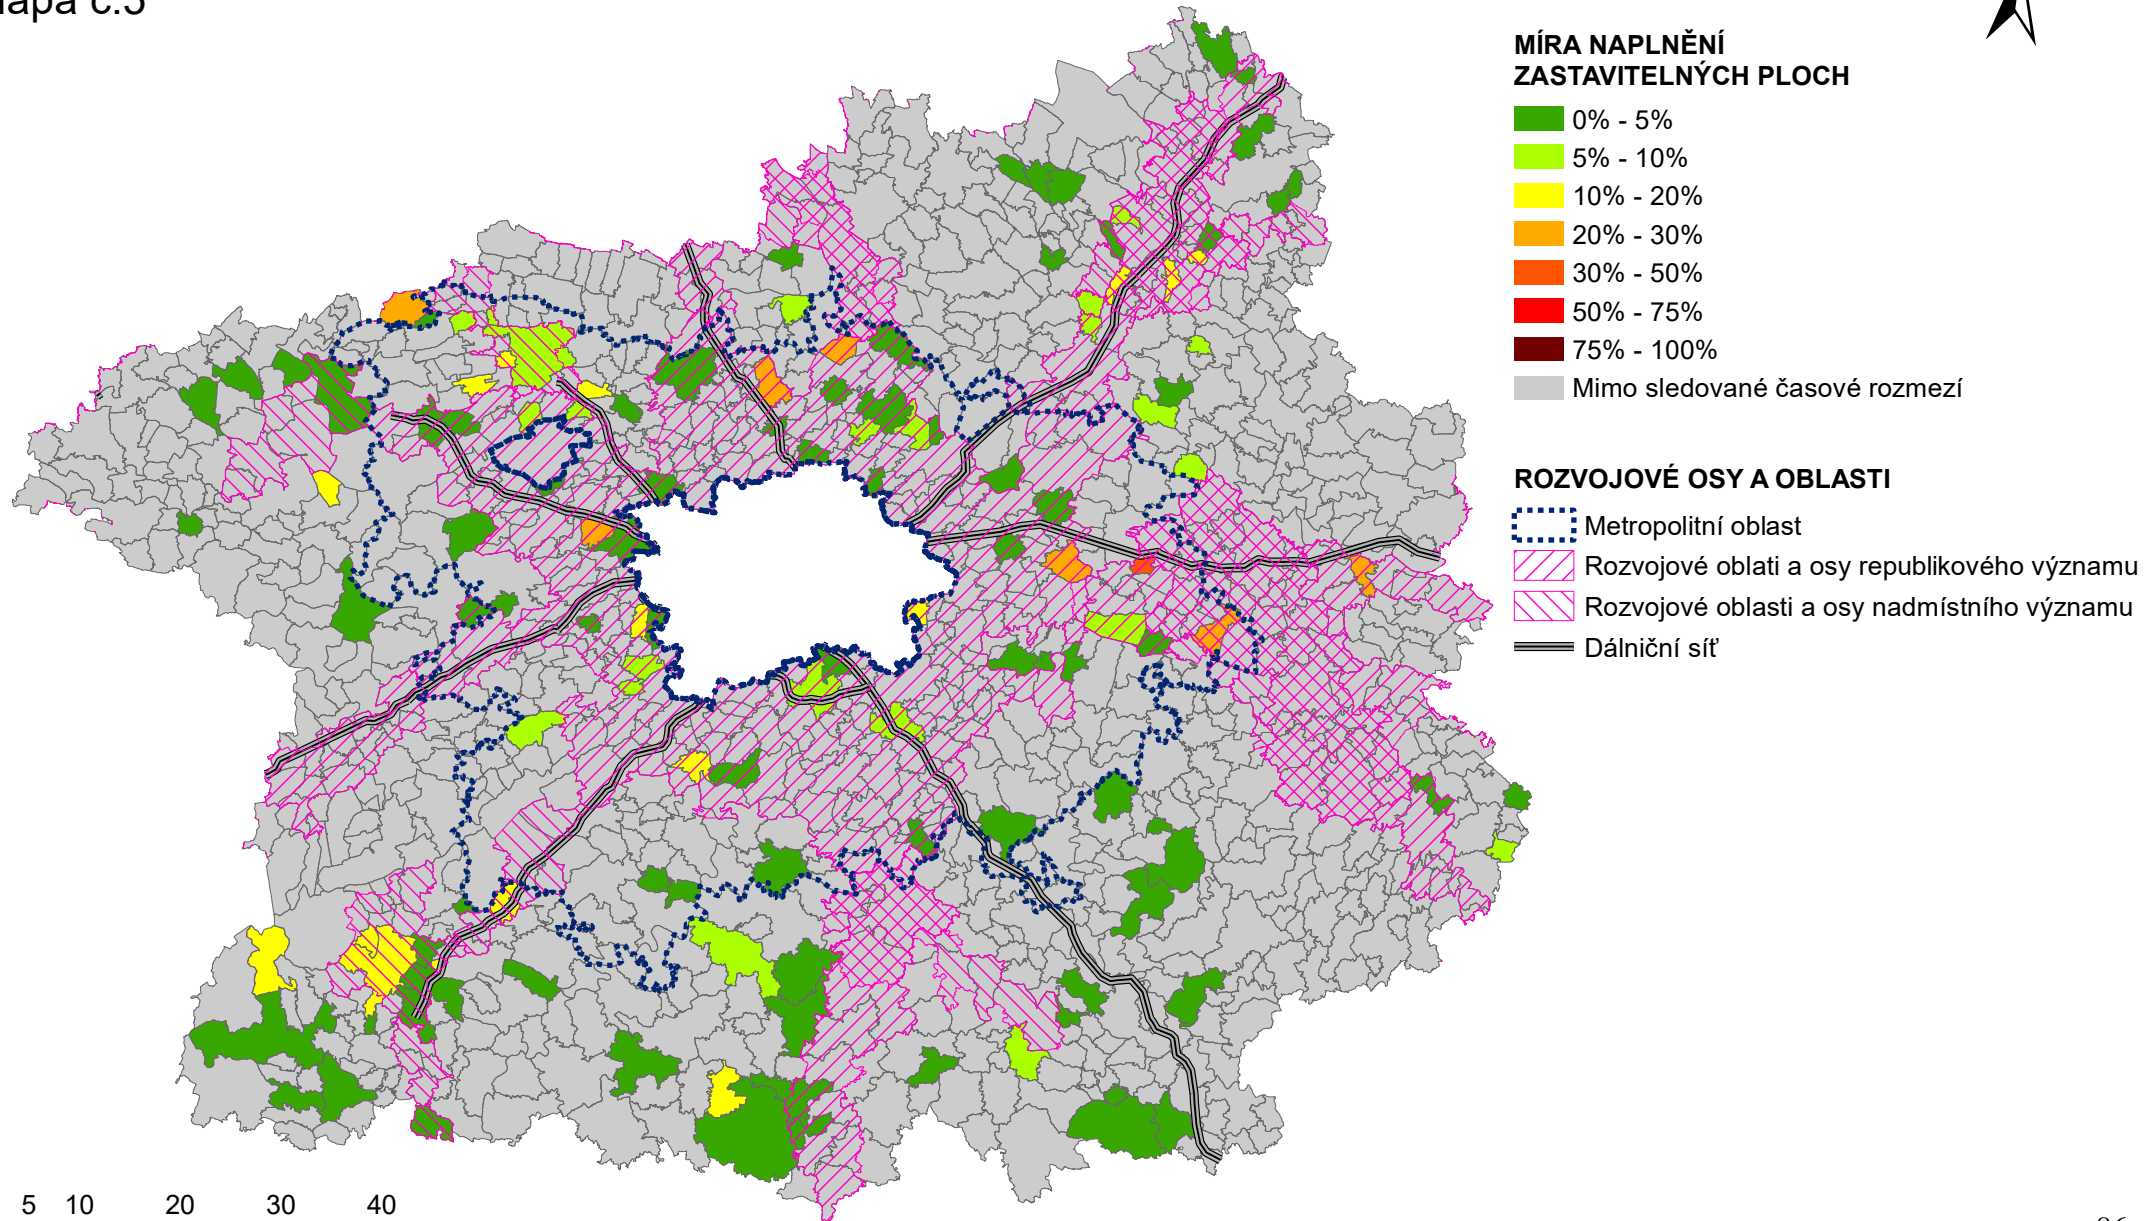 č.5
MÍRA NAPLNĚNÍ
ZASTAVITELNÝCH PLOCH
0% - 5%
5% - 10%
10% - 20%
20% - 30%
30% - 50%
50% - 75%
75% - 100%
Mimo sledované časové rozmezí
ROZVOJOVÉ OSY A OBLASTI
Metropolitní oblast
Rozvojové oblati a osy republikového významu
Rozvojové oblasti a osy nadmístního významu
Dálniční síť
5 10 20 30 40